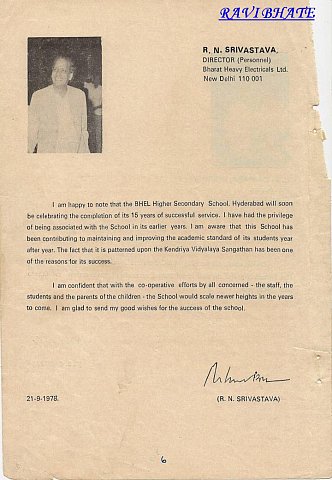 RAVIBHATE
R. N. SRIVASTAVA,
DIRECTOR (Personnel)
Bharat Heavy Electricals Ltd.
New Delhi 110 001
I am happy to note that the BHEL Higher Secondary School, Hyderabad will soon
be celebrating the completion of its 15 years of successful service. I have had the privilege
of being associated with the School in its earlier years. I am aware that this School has
been contributing to maintaining and improving the academic standard of its students year
after year. The fact that it is patterned upon the Kendriya Vidyalaya Sangathan has been one
of the reasons for its success.
I am confident that with the co-operative efforts by all concerned - the staff, the
students and the parents of the children - the School would scale newer heights in the years
to come. I am glad to send my good wishes for the success of the school.
21-9-1978.
(R. N. SRIVASTAVA)
6